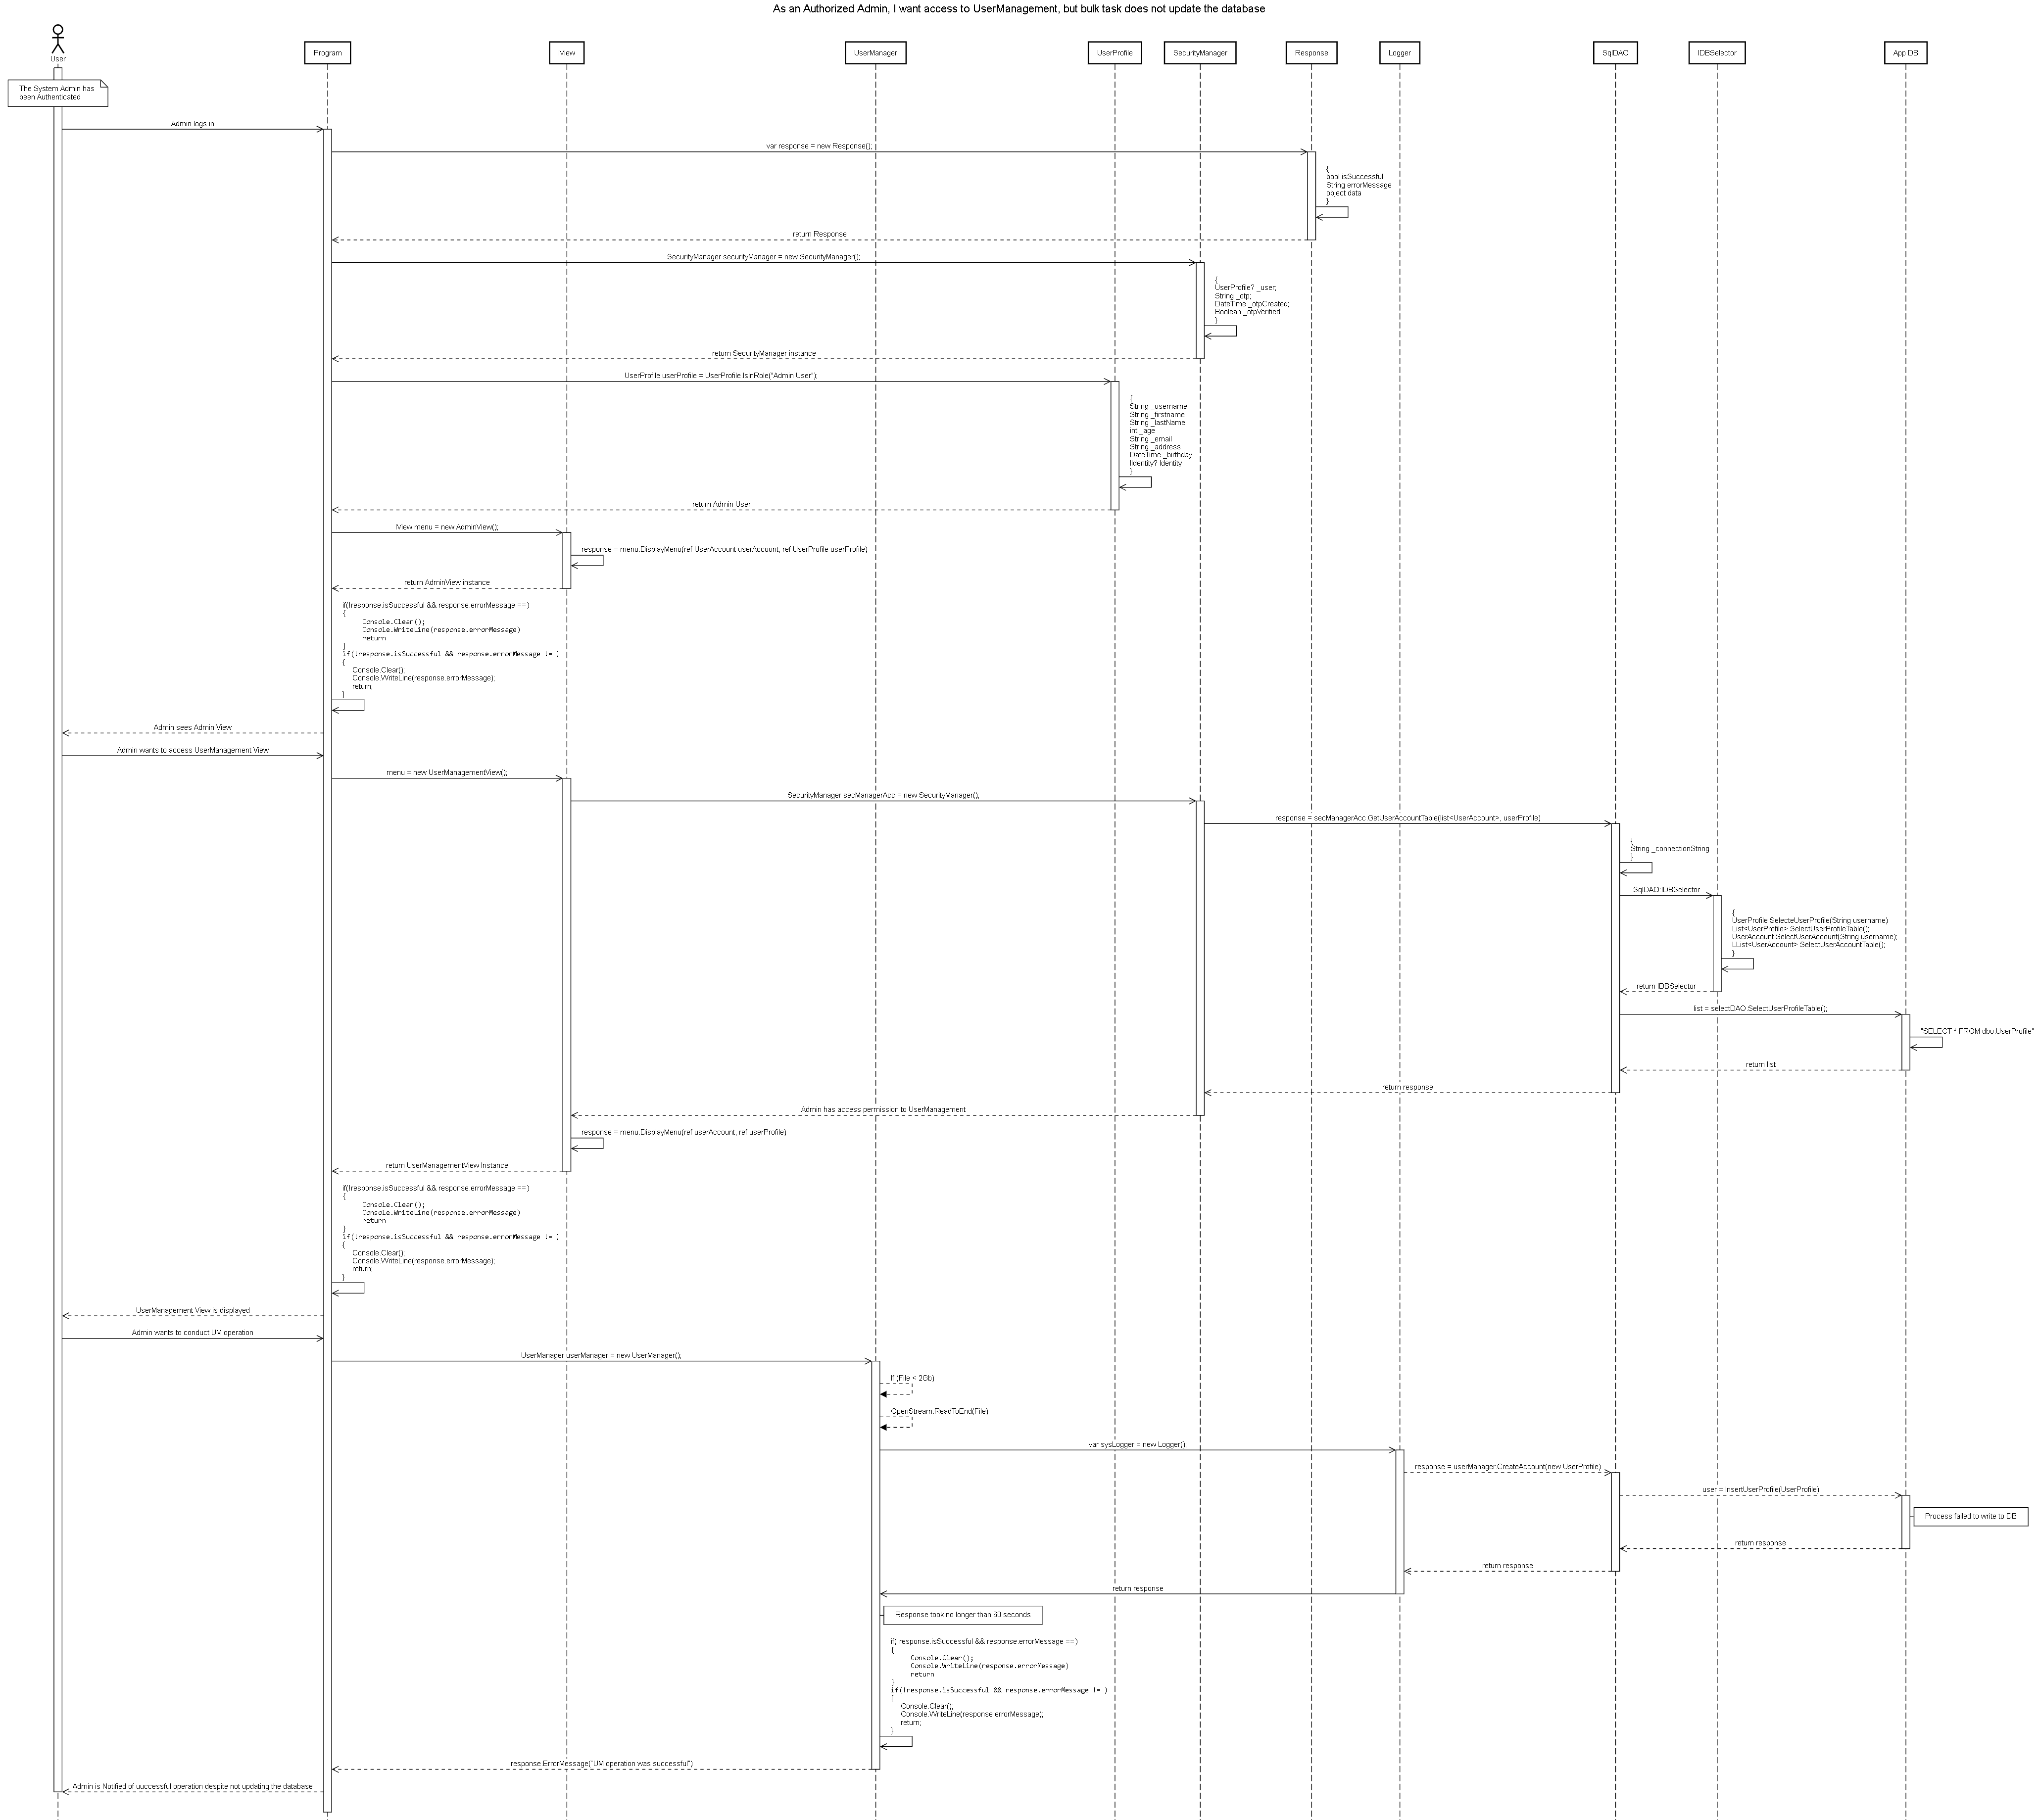 As an Authorized Admin, I want access to UserManagement, but bulk task does not update the database
User
Program
IView
UserManager
UserProfile
SecurityManager
Response
Logger
SqlDAO
IDBSelector
App DB
The System Admin has
been Authenticated
Admin logs in
var response = new Response();
{
bool isSuccessful
String errorMessage
object data
}
return Response
SecurityManager securityManager = new SecurityManager();
{
UserProfile? _user;
String _otp;
DateTime _otpCreated;
Boolean _otpVerified
}
return SecurityManager instance
UserProfile userProfile = UserProfile.IsInRole("Admin User");
{
String _username
String _firstname
String _lastName
int _age
String _email
String _address
DateTime _birthday
IIdentity? Identity
}
return Admin User
IView menu = new AdminView();
response = menu.DisplayMenu(ref UserAccount userAccount, ref UserProfile userProfile)
return AdminView instance
if(!response.isSuccessful && response.errorMessage ==)
{
Console.Clear();
Console.WriteLine(response.errorMessage)
return
}
if(!response.isSuccessful && response.errorMessage != )
{
Console.Clear();
Console.WriteLine(response.errorMessage);
return;
}
Admin sees Admin View
Admin wants to access UserManagement View
menu = new UserManagementView();
SecurityManager secManagerAcc = new SecurityManager();
response = secManagerAcc.GetUserAccountTable(list<UserAccount>, userProfile)
{
String _connectionString
}
SqlDAO.IDBSelector
{
UserProfile SelecteUserProfile(String username)
List<UserProfile> SelectUserProfileTable();
UserAccount SelectUserAccount(String username);
LList<UserAccount> SelectUserAccountTable();
}
return IDBSelector
list = selectDAO.SelectUserProfileTable();
"SELECT * FROM dbo.UserProfile"
return list
return response
Admin has access permission to UserManagement
response = menu.DisplayMenu(ref userAccount, ref userProfile)
return UserManagementView Instance
if(!response.isSuccessful && response.errorMessage ==)
{
Console.Clear();
Console.WriteLine(response.errorMessage)
return
}
if(!response.isSuccessful && response.errorMessage != )
{
Console.Clear();
Console.WriteLine(response.errorMessage);
return;
}
UserManagement View is displayed
Admin wants to conduct UM operation
UserManager userManager = new UserManager();
If (File < 2Gb)
OpenStream.ReadToEnd(File)
var sysLogger = new Logger();
response = userManager.CreateAccount(new UserProfile)
user = InsertUserProfile(UserProfile)
Process failed to write to DB
return response
return response
return response
Response took no longer than 60 seconds
if(!response.isSuccessful && response.errorMessage ==)
{
Console.Clear();
Console.WriteLine(response.errorMessage)
return
}
if(!response.isSuccessful && response.errorMessage != )
{
Console.Clear();
Console.WriteLine(response.errorMessage);
return;
}
response.ErrorMessage("UM operation was successful")
Admin is Notified of uuccessful operation despite not updating the database